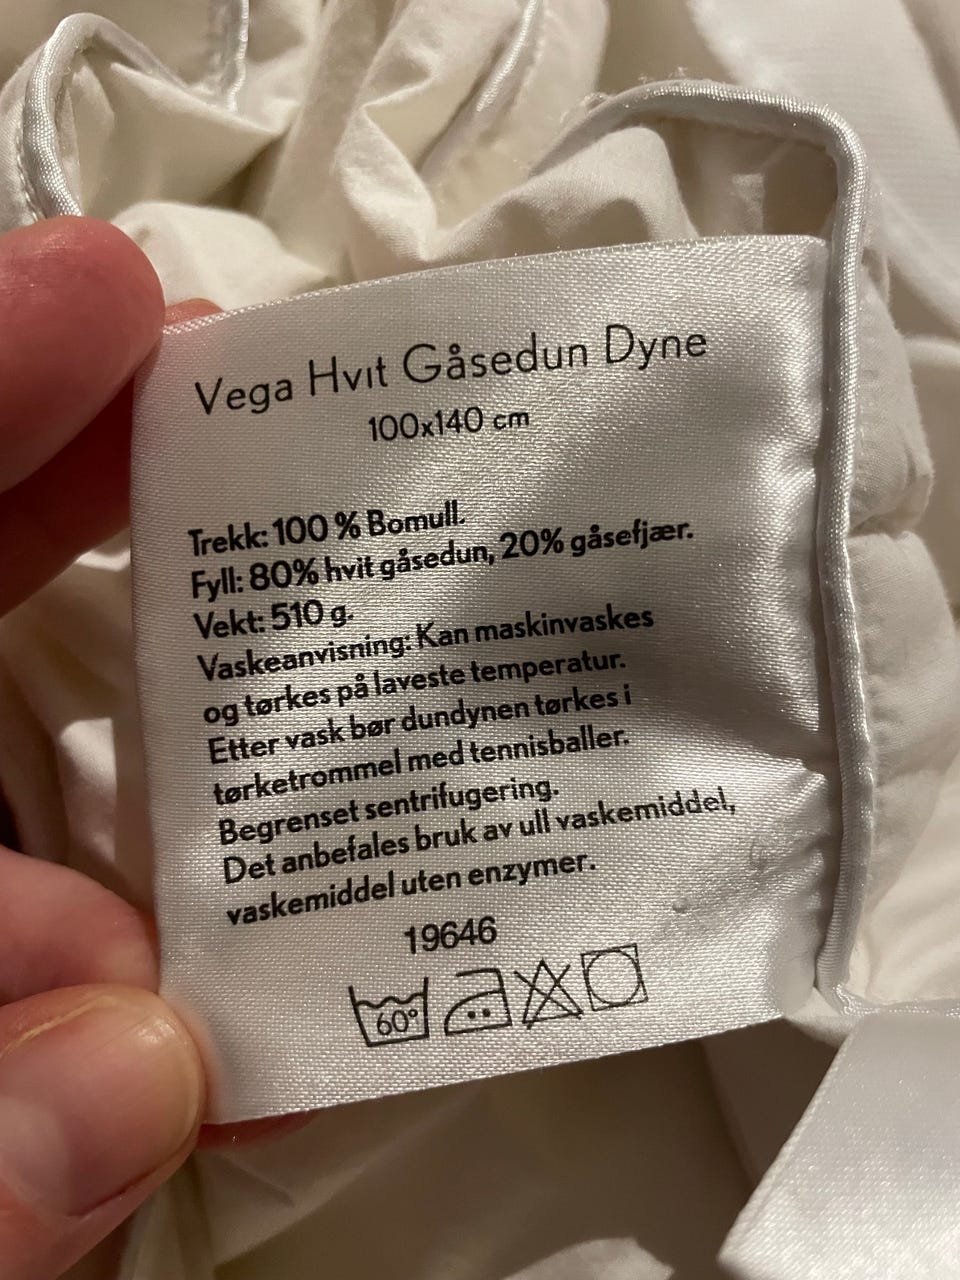 Vega Hvit Gåsedun Dyne
100x140 cm
Trekk: 100 % Bomull.
Fyll: 80% hvit gåsedun, 20% gåsefjær.
Vekt: 510 g.
Vaskeanvisning: Kan maskinvaskes
og tørkes på laveste temperatur.
Etter vask bør dundynen tørkes i
tørketrommel med tennisballer.
Begrenset sentrifugering.
Det anbefales bruk av ull vaskemiddel,
vaskemiddel uten enzymer.
19646
60°